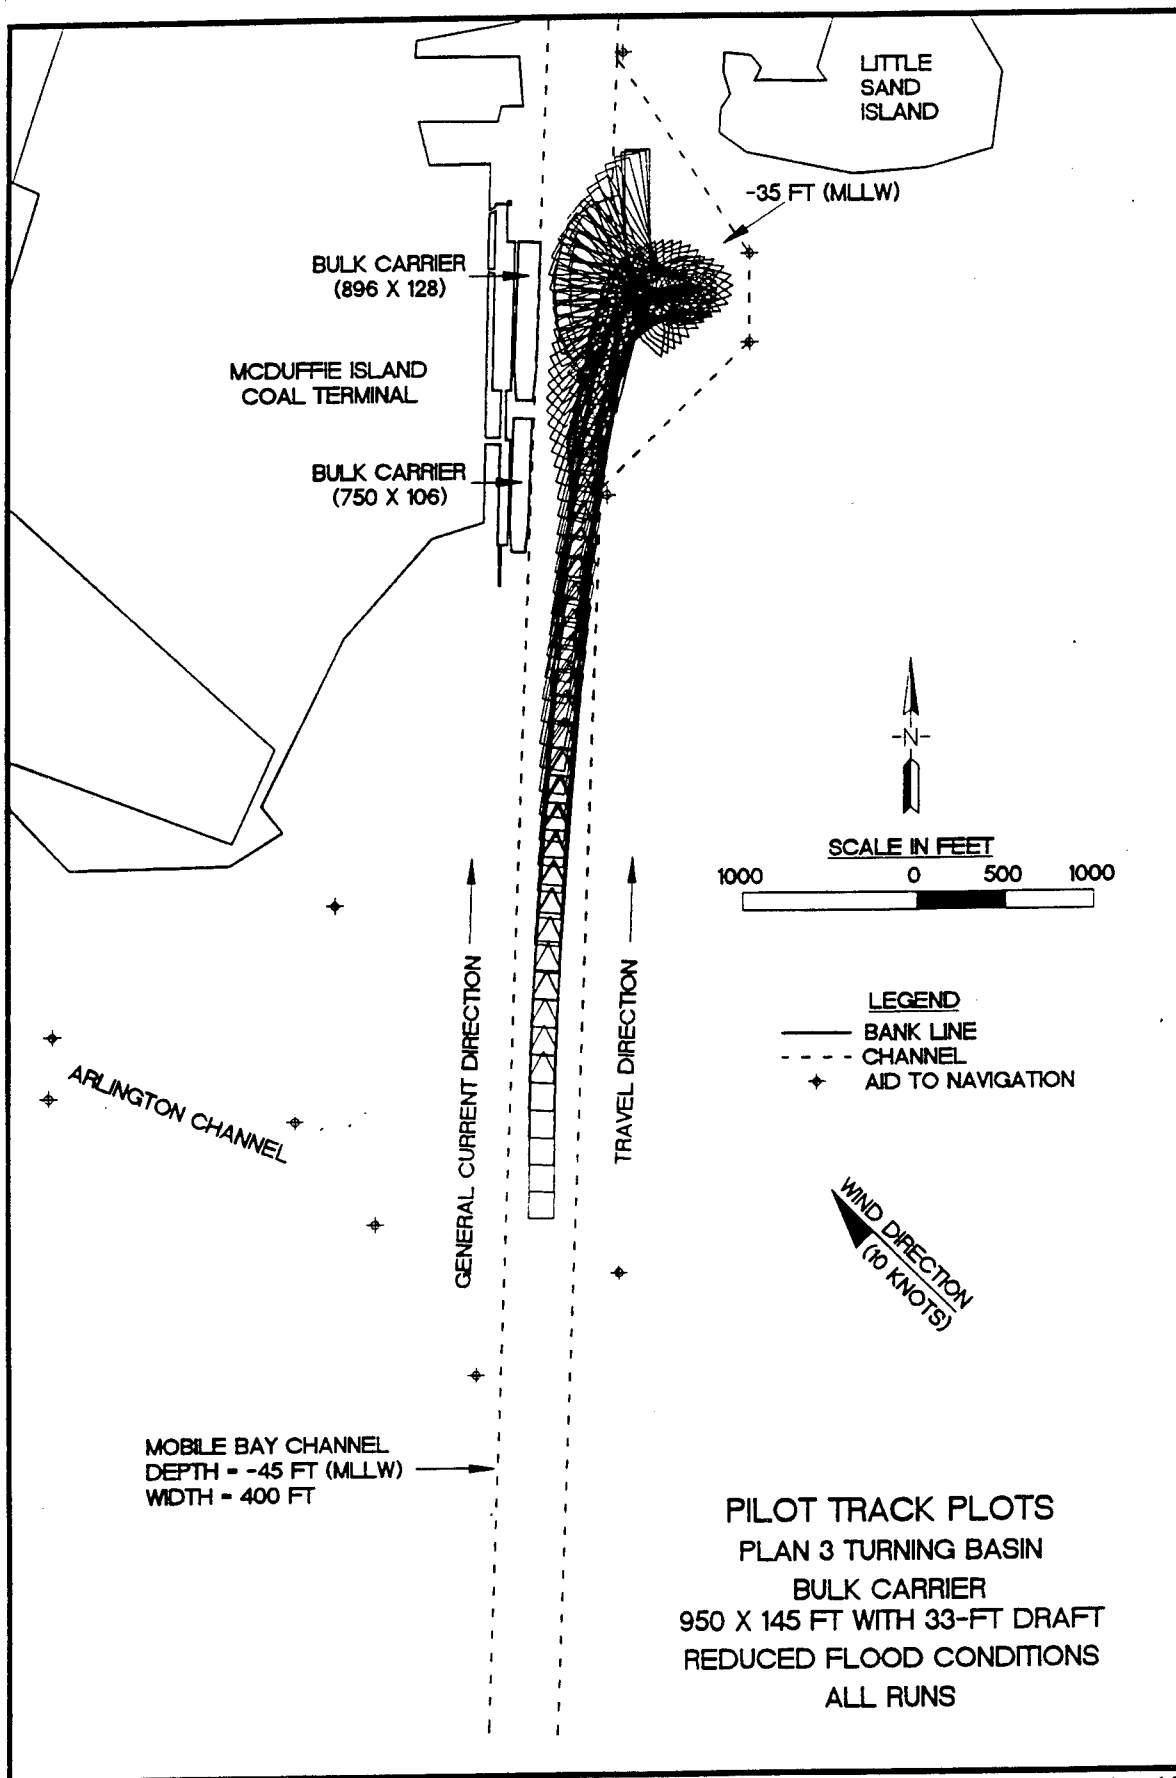 LITTLE
SAND
ISLAND
-35 FT (MLLW)
BULK CARRIER
(896 X 128)
MCDUFFIE ISLAND
COAL TERMINAL
BULK CARRIER
(750 X 106)
-N-
SCALE IN FEET
1000 0 500 1000
GENERAL CURRENT DIRECTION
TRAVEL DIRECTION
LEGEND
BANK LINE
CHANNEL
AID TO NAVIGATION
ARLINGTON CHANNEL
WIND DIRECTION
(10 KNOTS)
MOBILE BAY CHANNEL
DEPTH = -45 FT (MLLW)
WIDTH = 400 FT
PILOT TRACK PLOTS
PLAN 3 TURNING BASIN
BULK CARRIER
950 X 145 FT WITH 33-FT DRAFT
REDUCED FLOOD CONDITIONS
ALL RUNS